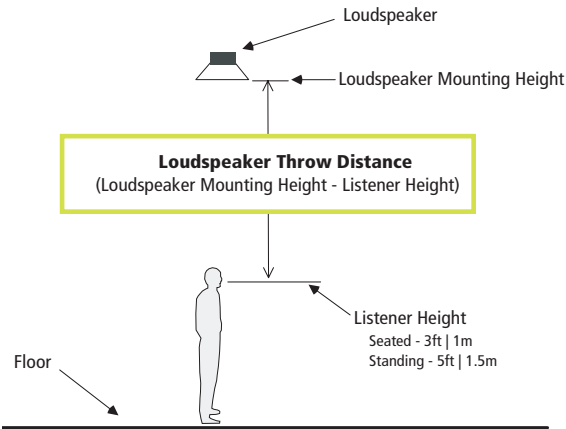 Loudspeaker
Loudspeaker Mounting Height
Loudspeaker Throw Distance
(Loudspeaker Mounting Height - Listener Height)
Listener Height
Seated - 3ft | 1m
Standing - 5ft | 1.5m
Floor